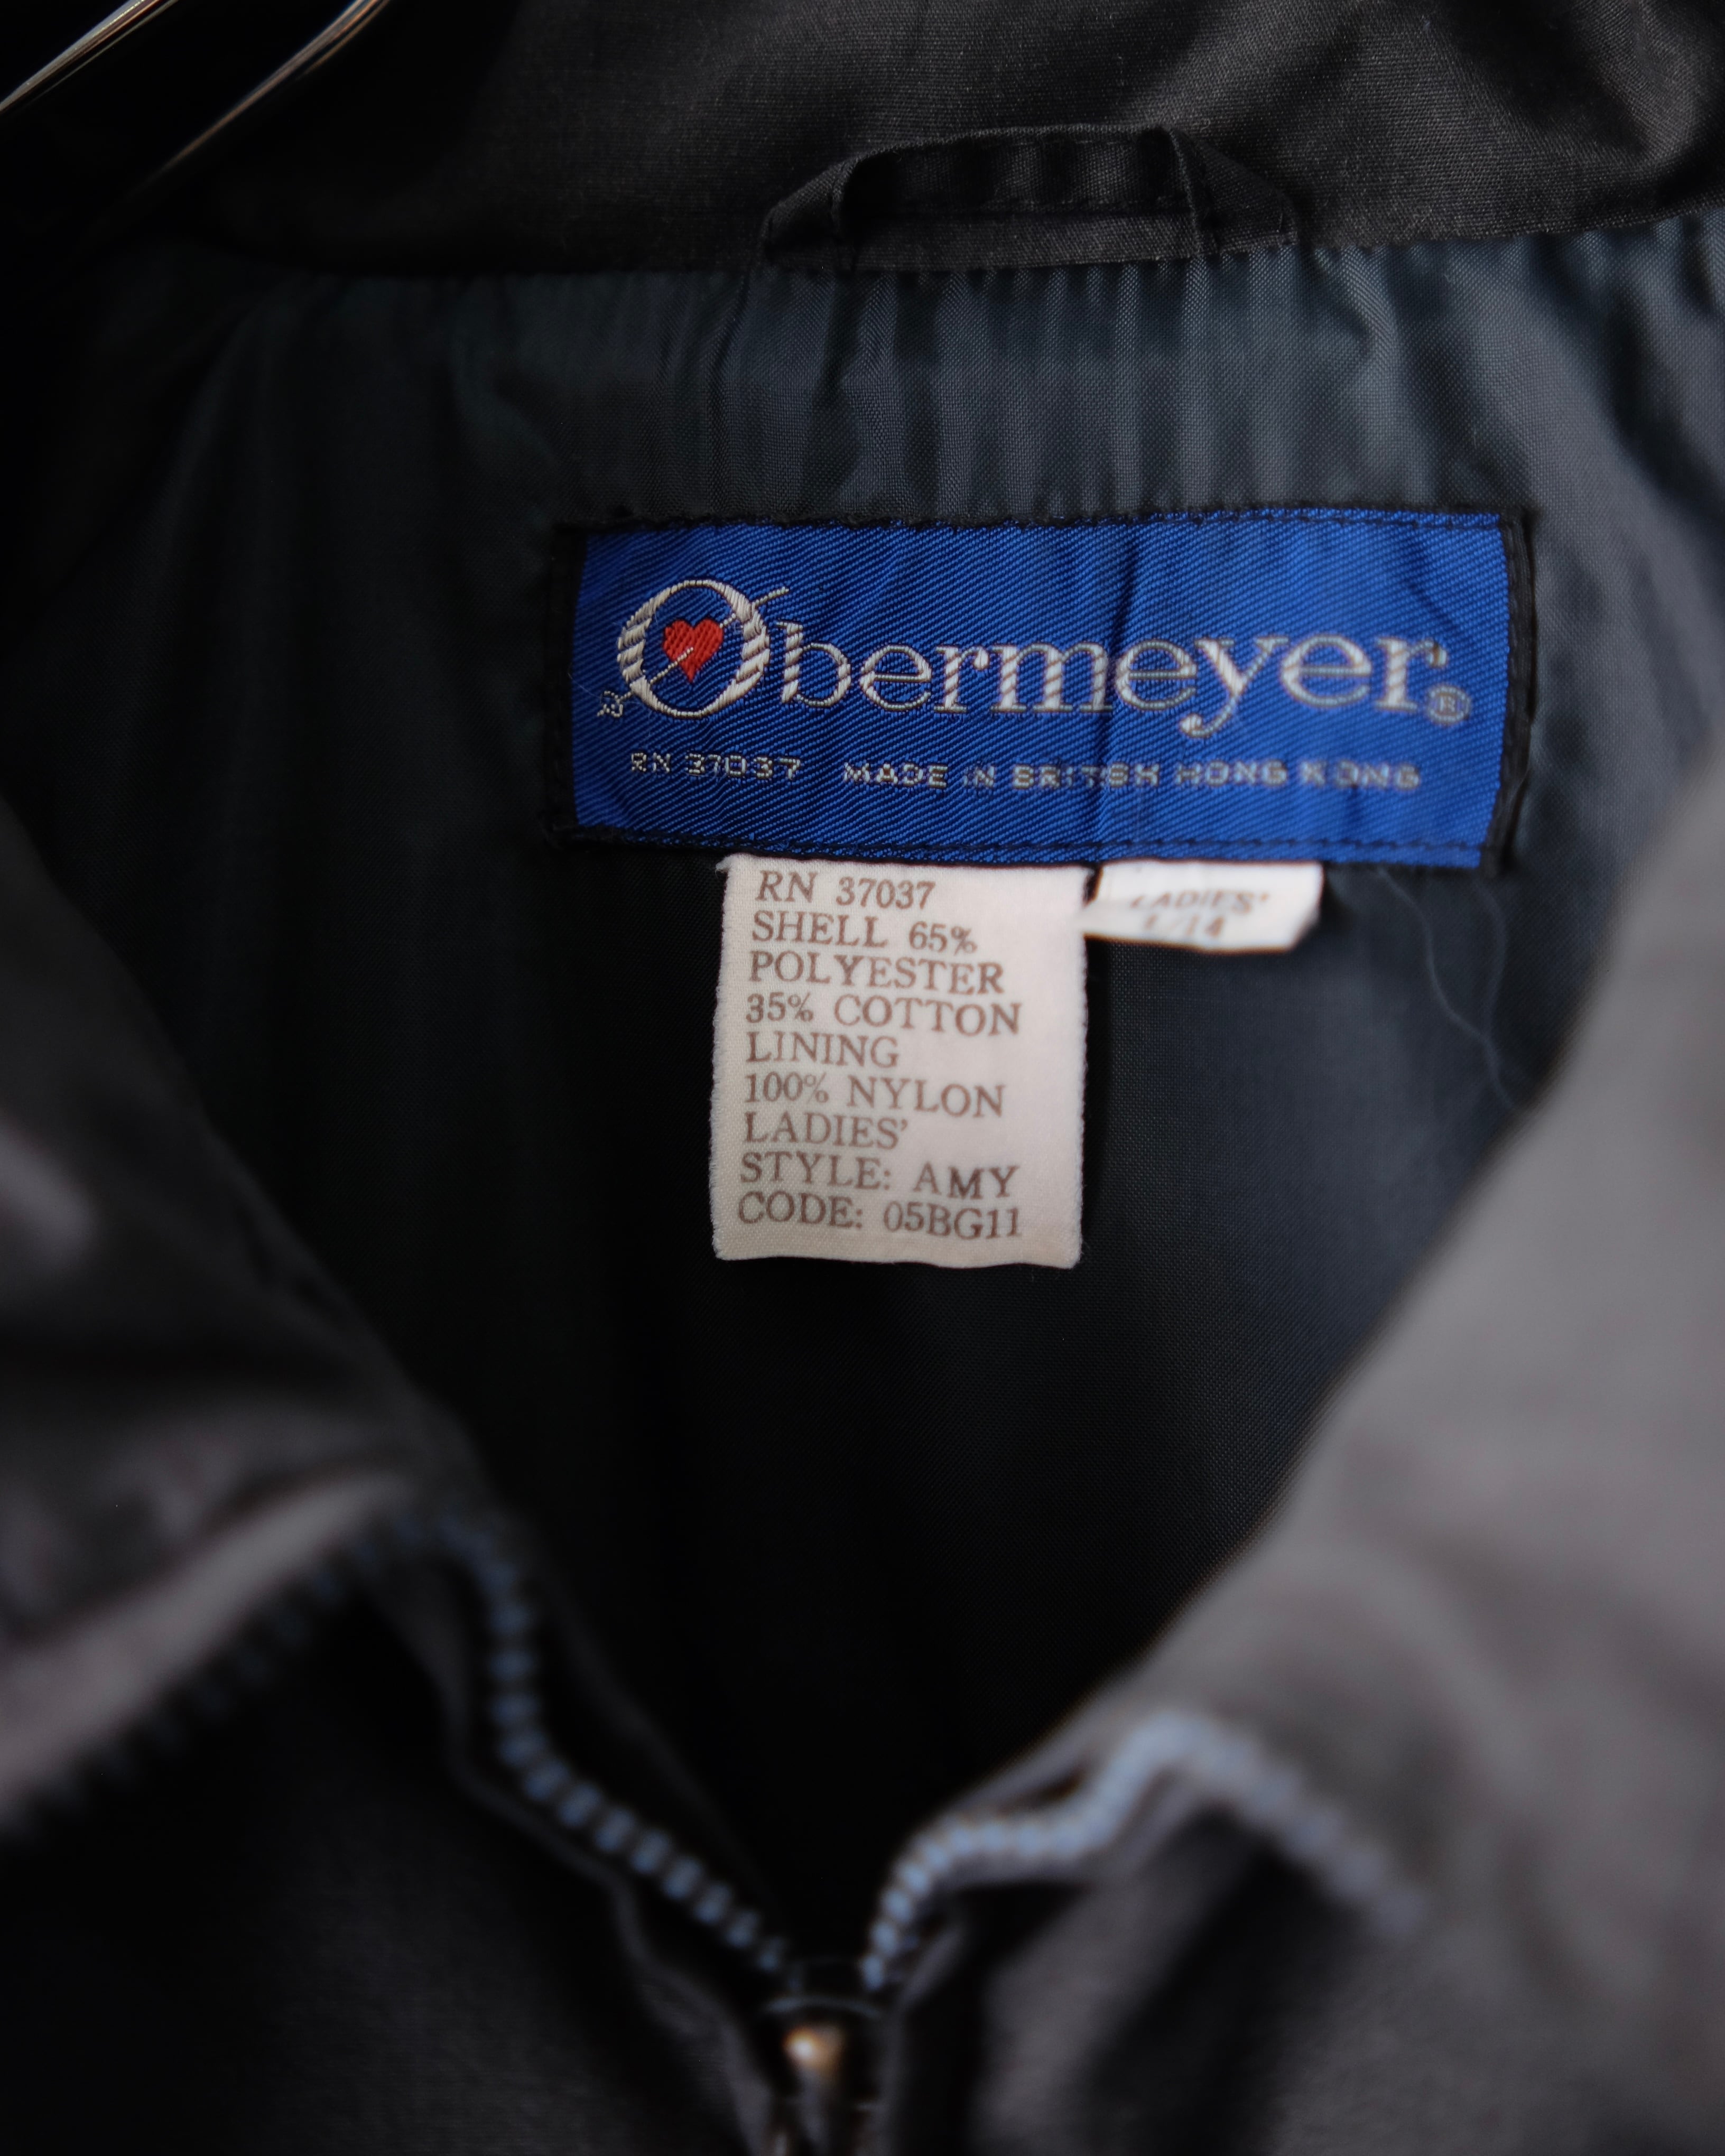 Obermeyer®
RN 37037 MADE IN BRITISH HONG KONG
RN 37037
SHELL 65%
POLYESTER
35% COTTON
LINING
100% NYLON
LADIES'
STYLE: AMY
CODE: 05BG11
LADIES'